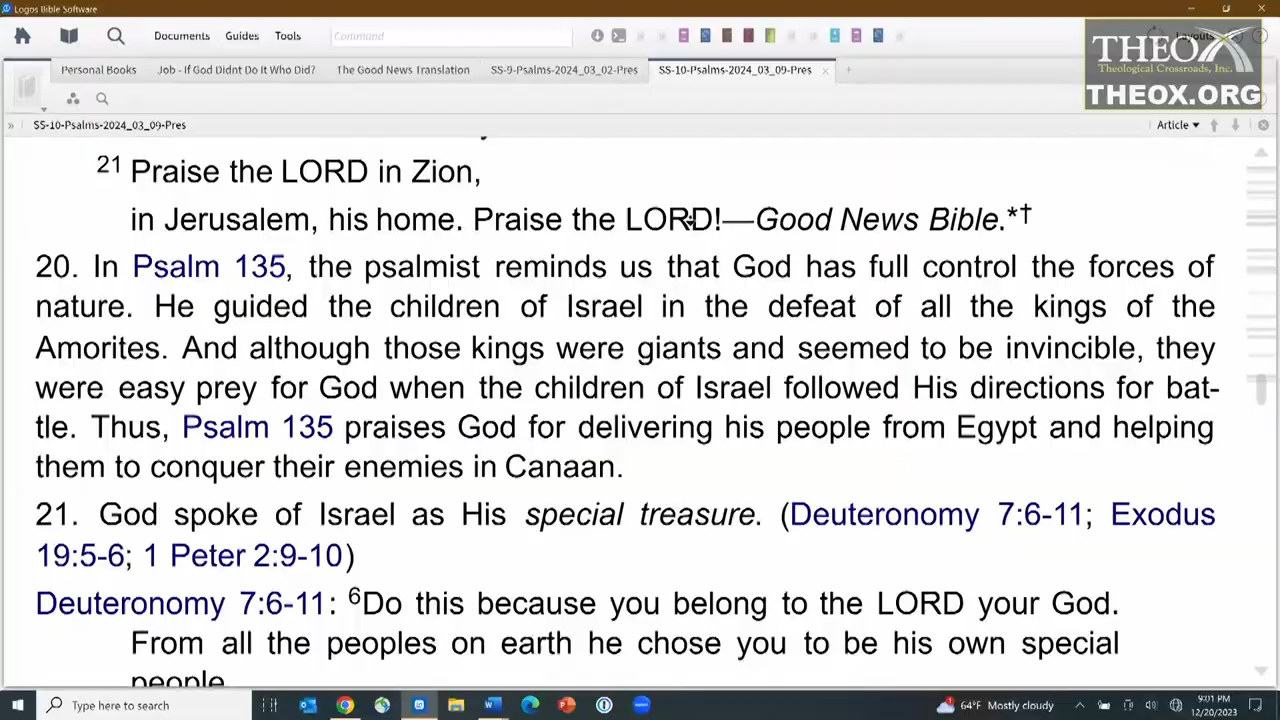 Logos Bible Software
Documents Guides Tools Command Layouts
THEOX
Theological Crossroads, Inc.
THEOX.ORG
Personal Books Job - If God Didnt Do It Who Did? SS-10-Psalms-2024_03_09-Pres
SS-10-Psalms-2024_03_09-Pres Article
21 Praise the LORD in Zion,
in Jerusalem, his home. Praise the LORD!—Good News Bible.*†
20. In Psalm 135, the psalmist reminds us that God has full control the forces of
nature. He guided the children of Israel in the defeat of all the kings of the
Amorites. And although those kings were giants and seemed to be invincible, they
were easy prey for God when the children of Israel followed His directions for bat-
tle. Thus, Psalm 135 praises God for delivering his people from Egypt and helping
them to conquer their enemies in Canaan.
21. God spoke of Israel as His special treasure. (Deuteronomy 7:6-11; Exodus
19:5-6; 1 Peter 2:9-10)
Deuteronomy 7:6-11: 6Do this because you belong to the LORD your God.
From all the peoples on earth he chose you to be his own special
people.
Type here to search 64°F Mostly cloudy 9:01 PM
12/20/2023